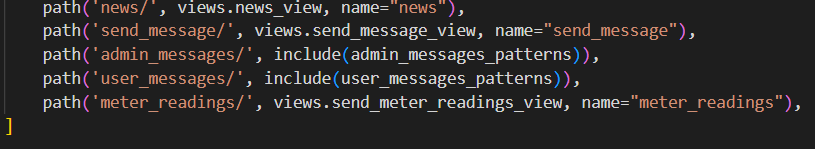 path('news/', views.news_view, name="news"),
path('send_message/', views.send_message_view, name="send_message"),
path('admin_messages/', include(admin_messages_patterns)),
path('user_messages/', include(user_messages_patterns)),
path('meter_readings/', views.send_meter_readings_view, name="meter_readings"),
]